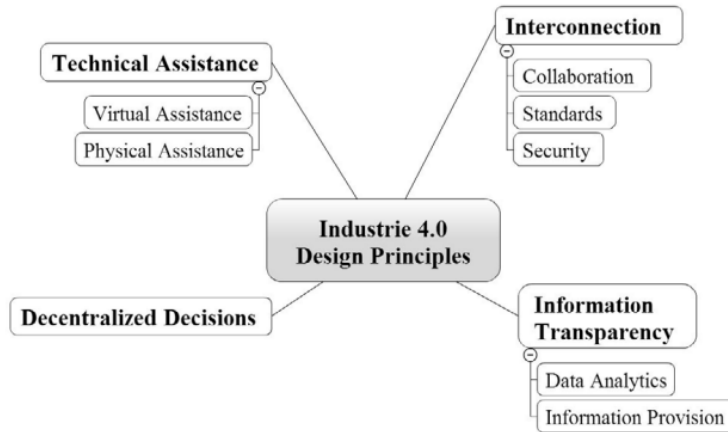 Technical Assistance
Virtual Assistance
Physical Assistance
Interconnection
Collaboration
Standards
Security
Industrie 4.0
Design Principles
Decentralized Decisions
Information
Transparency
Data Analytics
Information Provision